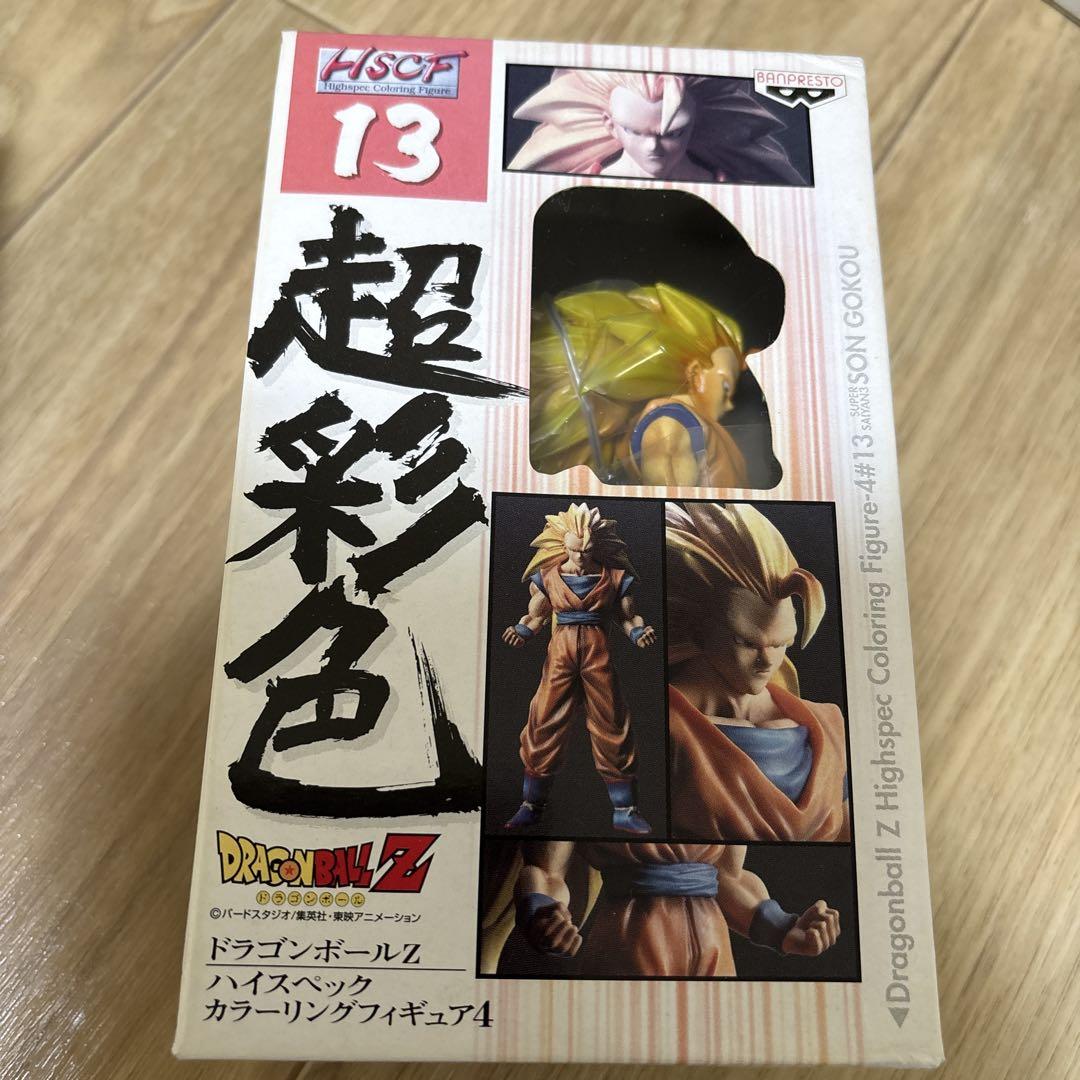 HSCF
Highspec Coloring Figure
13
BANPRESTO
超彩色
DRAGONBALL Z
ドラゴンボール
©バードスタジオ/集英社・東映アニメーション
ドラゴンボールZ
ハイスペック
カラーリングフィギュア4
◀Dragonball Z Highspec Coloring Figure-4#13 SUPER SAIYAN3 SON GOKOU